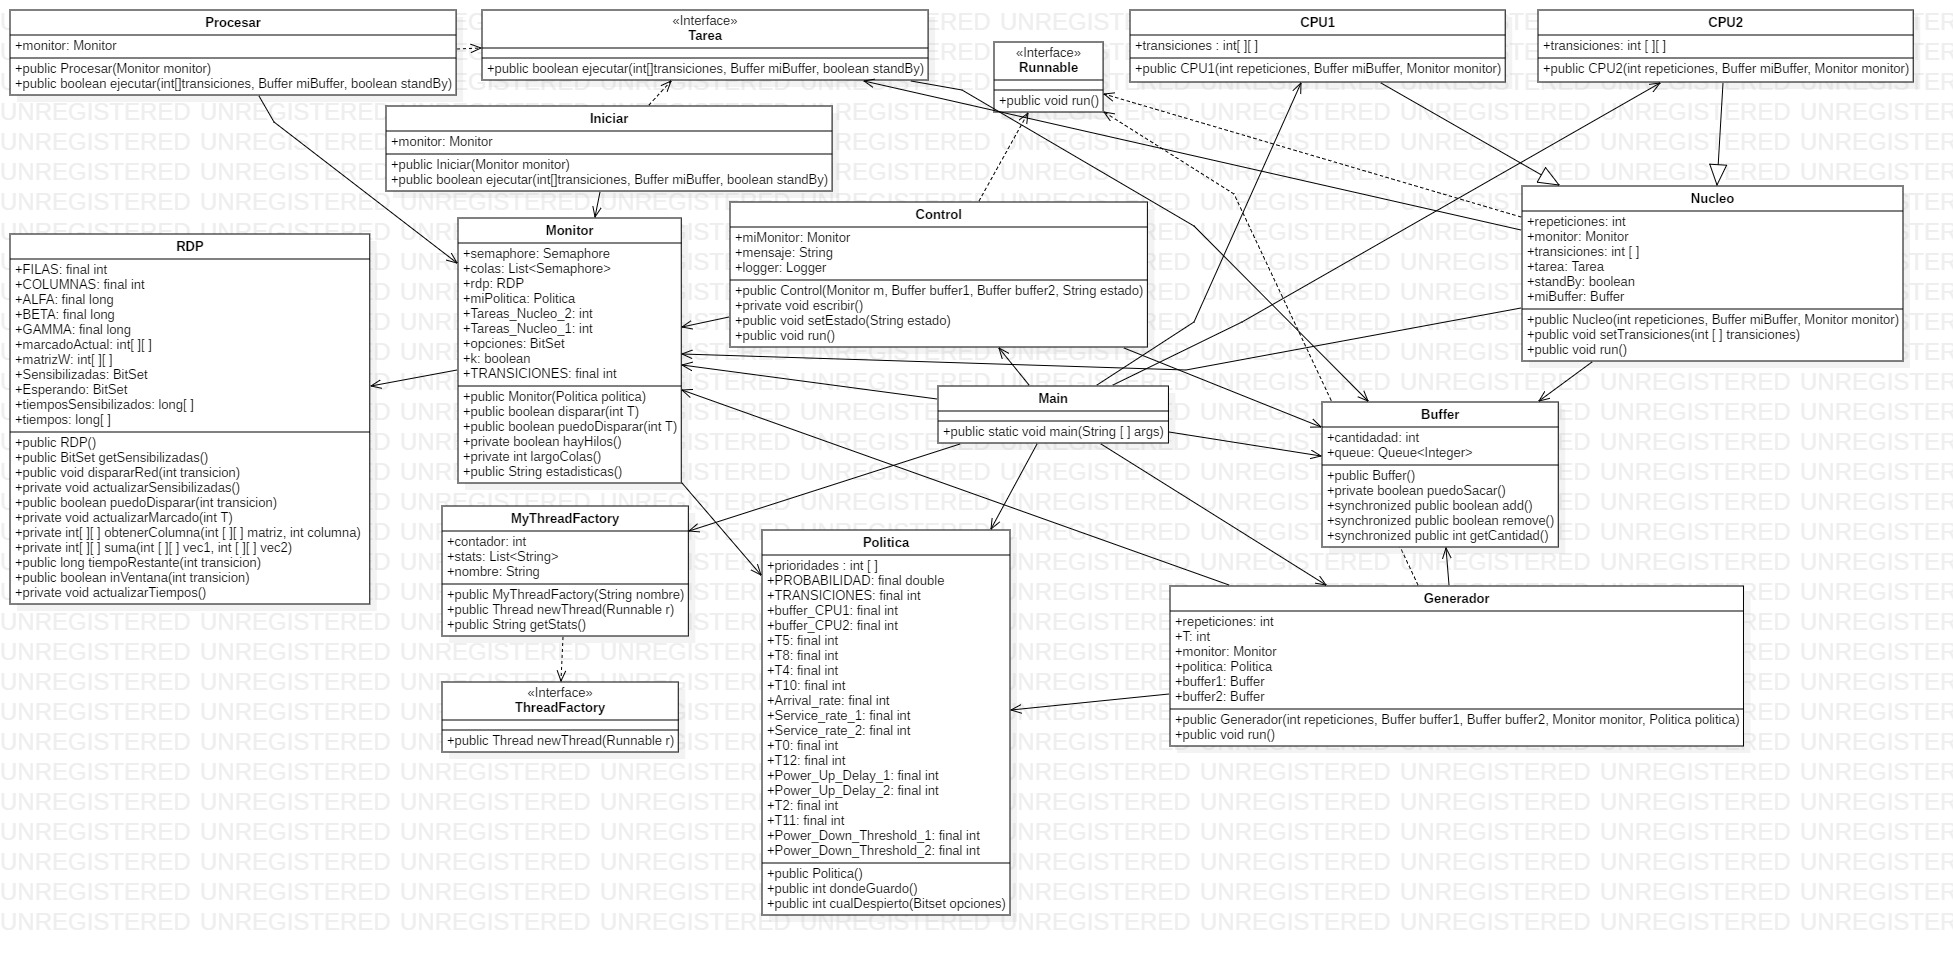 Procesar
+monitor: Monitor
+public Procesar(Monitor monitor)
+public boolean ejecutar(int[]transiciones, Buffer miBuffer, boolean standBy)
«Interface»
Tarea
+public boolean ejecutar(int[]transiciones, Buffer miBuffer, boolean standBy)
«Interface»
Runnable
+public void run()
CPU1
+transiciones : int[ ][ ]
+public CPU1(int repeticiones, Buffer miBuffer, Monitor monitor)
CPU2
+transiciones: int [ ][ ]
+public CPU2(int repeticiones, Buffer miBuffer, Monitor monitor)
Iniciar
+monitor: Monitor
+public Iniciar(Monitor monitor)
+public boolean ejecutar(int[]transiciones, Buffer miBuffer, boolean standBy)
RDP
+FILAS: final int
+COLUMNAS: final int
+ALFA: final long
+BETA: final long
+GAMMA: final long
+marcadoActual: int[ ][ ]
+matrizW: int[ ][ ]
+Sensibilizadas: BitSet
+Esperando: BitSet
+tiemposSensibilizados: long[ ]
+tiempos: long[ ]
+public RDP()
+public BitSet getSensibilizadas()
+public void dispararRed(int transicion)
+private void actualizarSensibilizadas()
+public boolean puedoDisparar(int transicion)
+private void actualizarMarcado(int T)
+private int[ ][ ] obtenerColumna(int [ ][ ] matriz, int columna)
+private int[ ][ ] suma(int [ ][ ] vec1, int [ ][ ] vec2)
+public long tiempoRestante(int transicion)
+public boolean inVentana(int transicion)
+private void actualizarTiempos()
Monitor
+semaphore: Semaphore
+colas: List<Semaphore>
+rdp: RDP
+miPolitica: Politica
+Tareas_Nucleo_2: int
+Tareas_Nucleo_1: int
+opciones: BitSet
+k: boolean
+TRANSICIONES: final int
+public Monitor(Politica politica)
+public boolean disparar(int T)
+public boolean puedoDisparar(int T)
+private boolean hayHilos()
+private int largoColas()
+public String estadisticas()
Control
+miMonitor: Monitor
+mensaje: String
+logger: Logger
+public Control(Monitor m, Buffer buffer1, Buffer buffer2, String estado)
+private void escribir()
+public void setEstado(String estado)
+public void run()
Nucleo
+repeticiones: int
+monitor: Monitor
+transiciones: int [ ]
+tarea: Tarea
+standBy: boolean
+miBuffer: Buffer
+public Nucleo(int repeticiones, Buffer miBuffer, Monitor monitor)
+public void setTransiciones(int [ ] transiciones)
+public void run()
Main
+public static void main(String [ ] args)
Buffer
+cantidadad: int
+queue: Queue<Integer>
+public Buffer()
+private boolean puedoSacar()
+synchronized public boolean add()
+synchronized public boolean remove()
+synchronized public int getCantidad()
MyThreadFactory
+contador: int
+stats: List<String>
+nombre: String
+public MyThreadFactory(String nombre)
+public Thread newThread(Runnable r)
+public String getStats()
«Interface»
ThreadFactory
+public Thread newThread(Runnable r)
Politica
+prioridades : int [ ]
+PROBABILIDAD: final double
+TRANSICIONES: final int
+buffer_CPU1: final int
+buffer_CPU2: final int
+T5: final int
+T8: final int
+T4: final int
+T10: final int
+Arrival_rate: final int
+Service_rate_1: final int
+Service_rate_2: final int
+T0: final int
+T12: final int
+Power_Up_Delay_1: final int
+Power_Up_Delay_2: final int
+T2: final int
+T11: final int
+Power_Down_Threshold_1: final int
+Power_Down_Threshold_2: final int
+public Politica()
+public int dondeGuardo()
+public int cualDespierto(Bitset opciones)
Generador
+repeticiones: int
+T: int
+monitor: Monitor
+politica: Politica
+buffer1: Buffer
+buffer2: Buffer
+public Generador(int repeticiones, Buffer buffer1, Buffer buffer2, Monitor monitor, Politica politica)
+public void run()